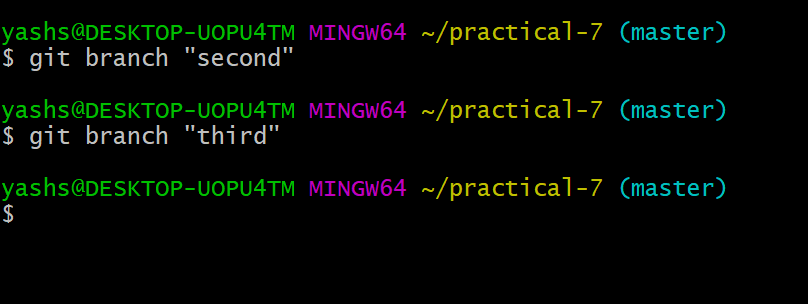 yashs@DESKTOP-UOPU4TM MINGW64 ~/practical-7 (master)
$ git branch "second"
yashs@DESKTOP-UOPU4TM MINGW64 ~/practical-7 (master)
$ git branch "third"
yashs@DESKTOP-UOPU4TM MINGW64 ~/practical-7 (master)
$